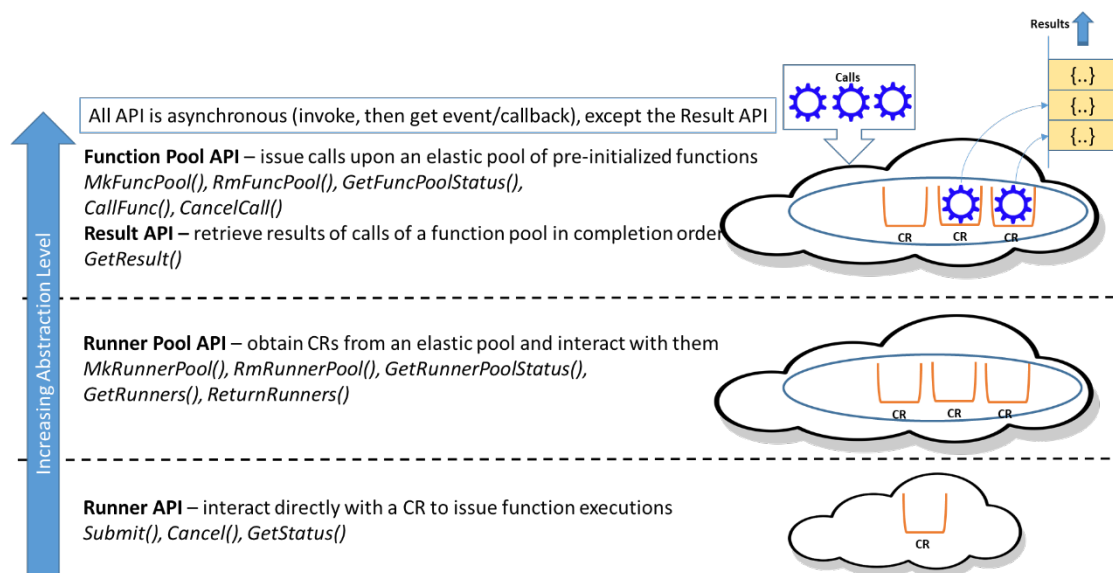 Results
{..}
{..}
{..}
Calls
All API is asynchronous (invoke, then get event/callback), except the Result API
Function Pool API – issue calls upon an elastic pool of pre-initialized functions
MkFuncPool(), RmFuncPool(), GetFuncPoolStatus(),
CallFunc(), CancelCall()
Result API – retrieve results of calls of a function pool in completion order
GetResult()
CR
CR
CR
Runner Pool API – obtain CRs from an elastic pool and interact with them
MkRunnerPool(), RmRunnerPool(), GetRunnerPoolStatus(),
GetRunners(), ReturnRunners()
CR
CR
CR
Runner API – interact directly with a CR to issue function executions
Submit(), Cancel(), GetStatus()
CR
Increasing Abstraction Level